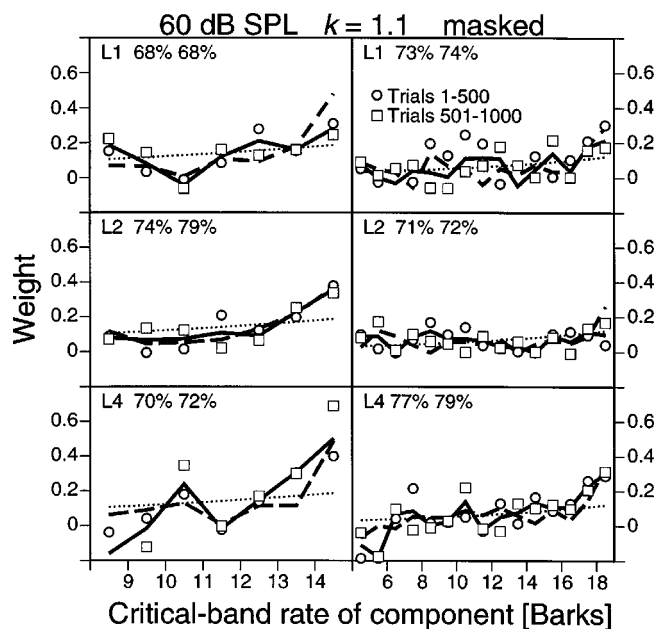 60 dB SPL k = 1.1 masked
L1 68% 68%
L1 73% 74%
Trials 1-500
Trials 501-1000
0.6
0.4
0.2
0
0.6
0.4
0.2
0
L2 74% 79%
L2 71% 72%
0.6
0.4
0.2
0
0.6
0.4
0.2
0
Weight
L4 70% 72%
L4 77% 79%
0.6
0.4
0.2
0
0.6
0.4
0.2
0
9 10 11 12 13 14
6 8 10 12 14 16 18
Critical-band rate of component [Barks]